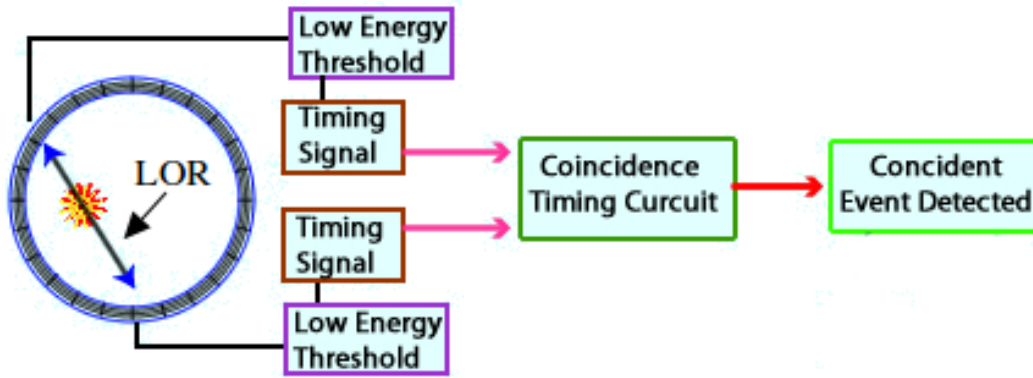 Low Energy
Threshold
Timing
Signal
LOR
Coincidence
Timing Curcuit
Concident
Event Detected
Timing
Signal
Low Energy
Threshold